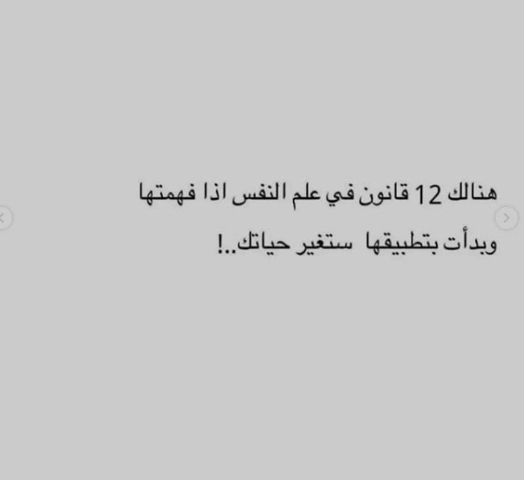 هنالك 12 قانون في علم النفس اذا فهمتها
وبدأت بتطبيقها ستغير حياتك..!